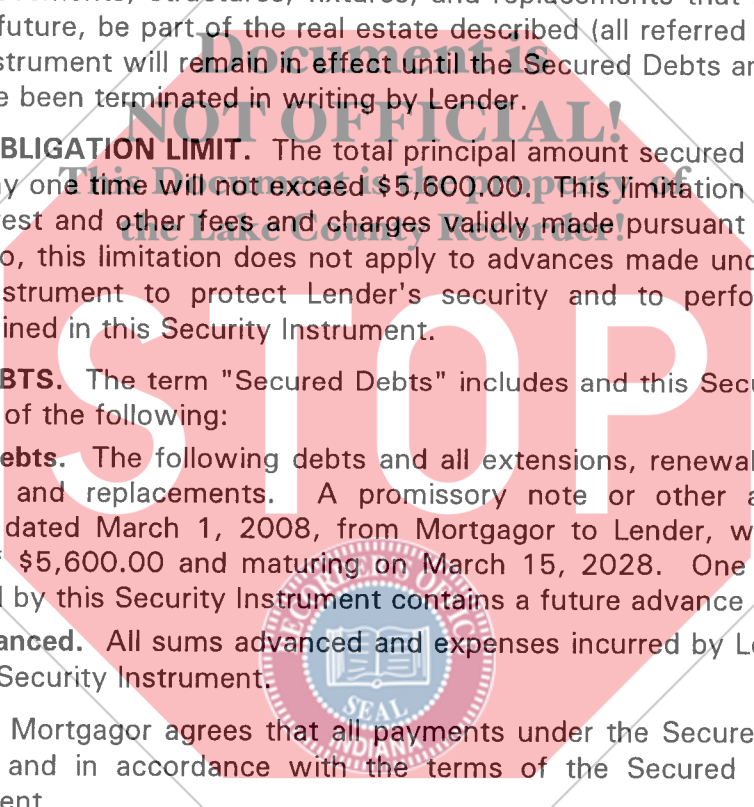 future, be part of the real estate described (all referred
strument will remain in effect until the Secured Debts
Document is
been terminated in writing by Lender.
NOT OFFICIAL!
BLIGATION LIMIT. The total principal amount secured
This Document is the property of
one time will not exceed $5,600.00. This limitation
the Lake County Recorder!
est and other fees and charges validly made pursuant
o, this limitation does not apply to advances made
strument to protect Lender's security and to
ined in this Security Instrument.
STOP
BTS. The term "Secured Debts" includes and this
of the following:
ebts. The following debts and all extensions,
and replacements. A promissory note or other
dated March 1, 2008, from Mortgagor to Lender,
$5,600.00 and maturing on March 15, 2028. One
by this Security Instrument contains a future advance
RECORDER'S OFFICE
anced. All sums advanced and expenses incurred by
Security Instrument.
SEAL
INDIANA
Mortgagor agrees that all payments under the
and in accordance with the terms of the Secured
ent.